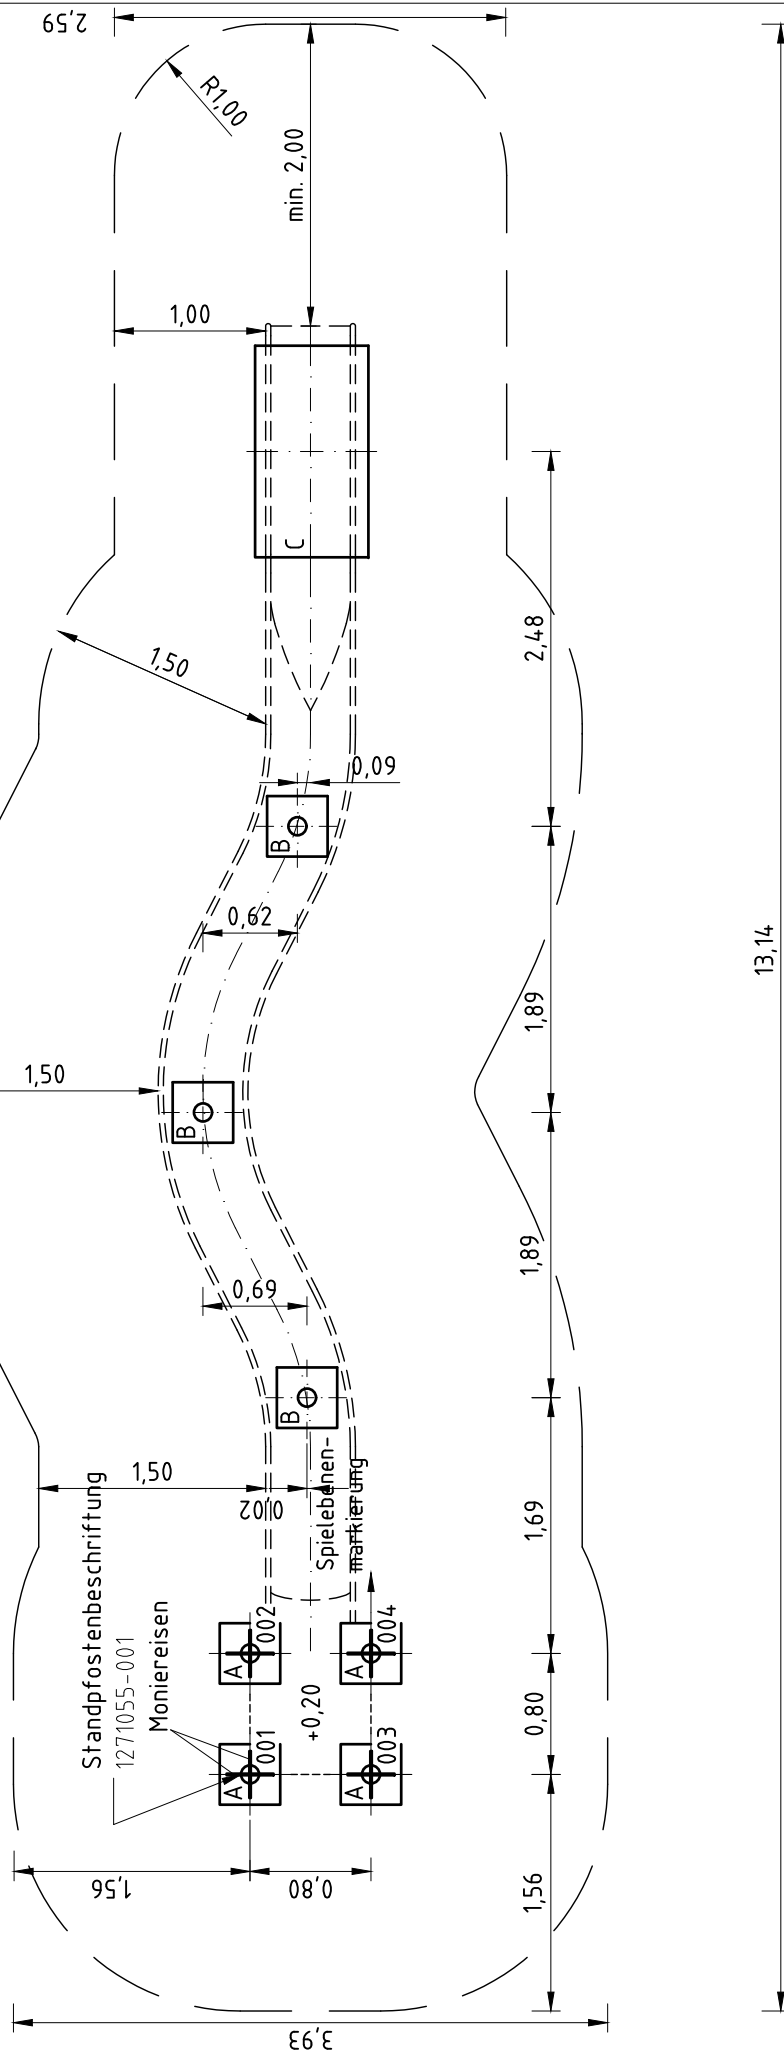 2,59
R1,00
min. 2,00
1,00
C
1,50
2,48
0,09
B
0,62
13,14
1,89
1,50
B
1,89
0,69
B
1,50
0,02
Spielebenen-
markierung
1,69
Standpfostenbeschriftung
1271055-001
Moniereisen
A
002
A
004
+0,20
0,80
A
001
A
003
1,56
0,80
1,56
3,93